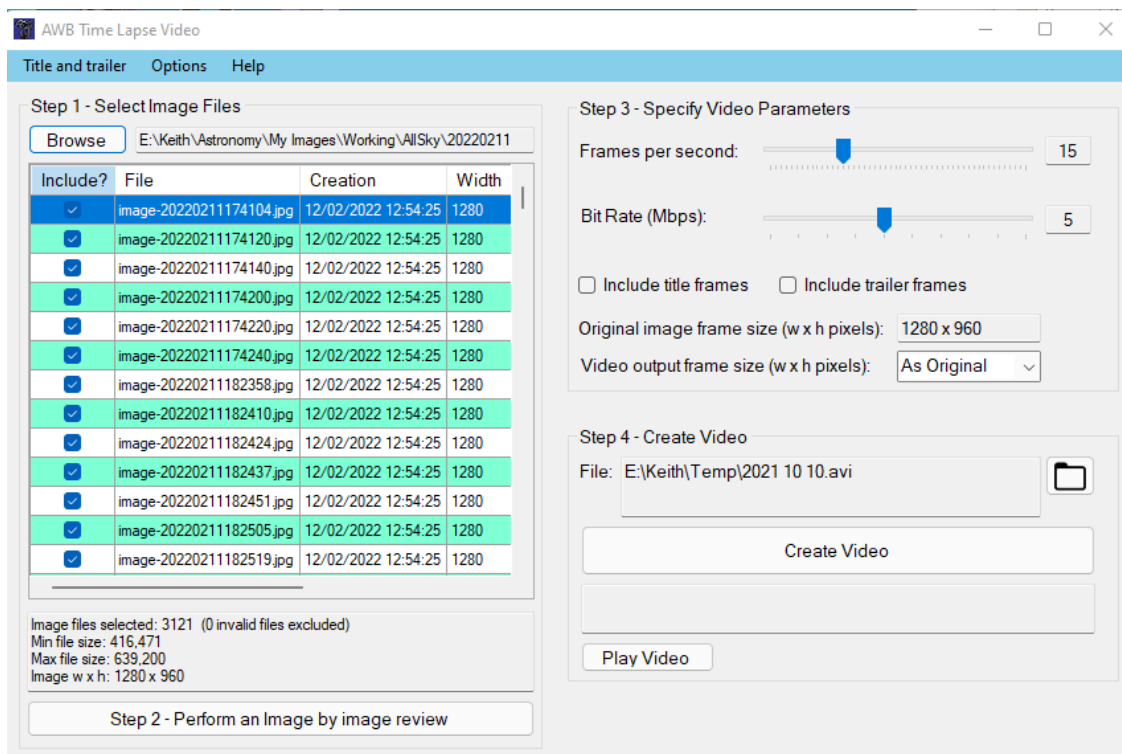 AWB Time Lapse Video
Title and trailer Options Help
Step 1 - Select Image Files
Browse E:\Keith\Astronomy\My Images\Working\AllSky\20220211
Include? File Creation Width
image-20220211174104.jpg 12/02/2022 12:54:25 1280
image-20220211174120.jpg 12/02/2022 12:54:25 1280
image-20220211174140.jpg 12/02/2022 12:54:25 1280
image-20220211174200.jpg 12/02/2022 12:54:25 1280
image-20220211174220.jpg 12/02/2022 12:54:25 1280
image-20220211174240.jpg 12/02/2022 12:54:25 1280
image-20220211182358.jpg 12/02/2022 12:54:25 1280
image-20220211182410.jpg 12/02/2022 12:54:25 1280
image-20220211182424.jpg 12/02/2022 12:54:25 1280
image-20220211182437.jpg 12/02/2022 12:54:25 1280
image-20220211182451.jpg 12/02/2022 12:54:25 1280
image-20220211182505.jpg 12/02/2022 12:54:25 1280
image-20220211182519.jpg 12/02/2022 12:54:25 1280
Image files selected: 3121 (0 invalid files excluded)
Min file size: 416,471
Max file size: 639,200
Image w x h: 1280 x 960
Step 2 - Perform an Image by image review
Step 3 - Specify Video Parameters
Frames per second: 15
Bit Rate (Mbps): 5
Include title frames Include trailer frames
Original image frame size (w x h pixels): 1280 x 960
Video output frame size (w x h pixels): As Original
Step 4 - Create Video
File: E:\Keith\Temp\2021 10 10.avi
Create Video
Play Video